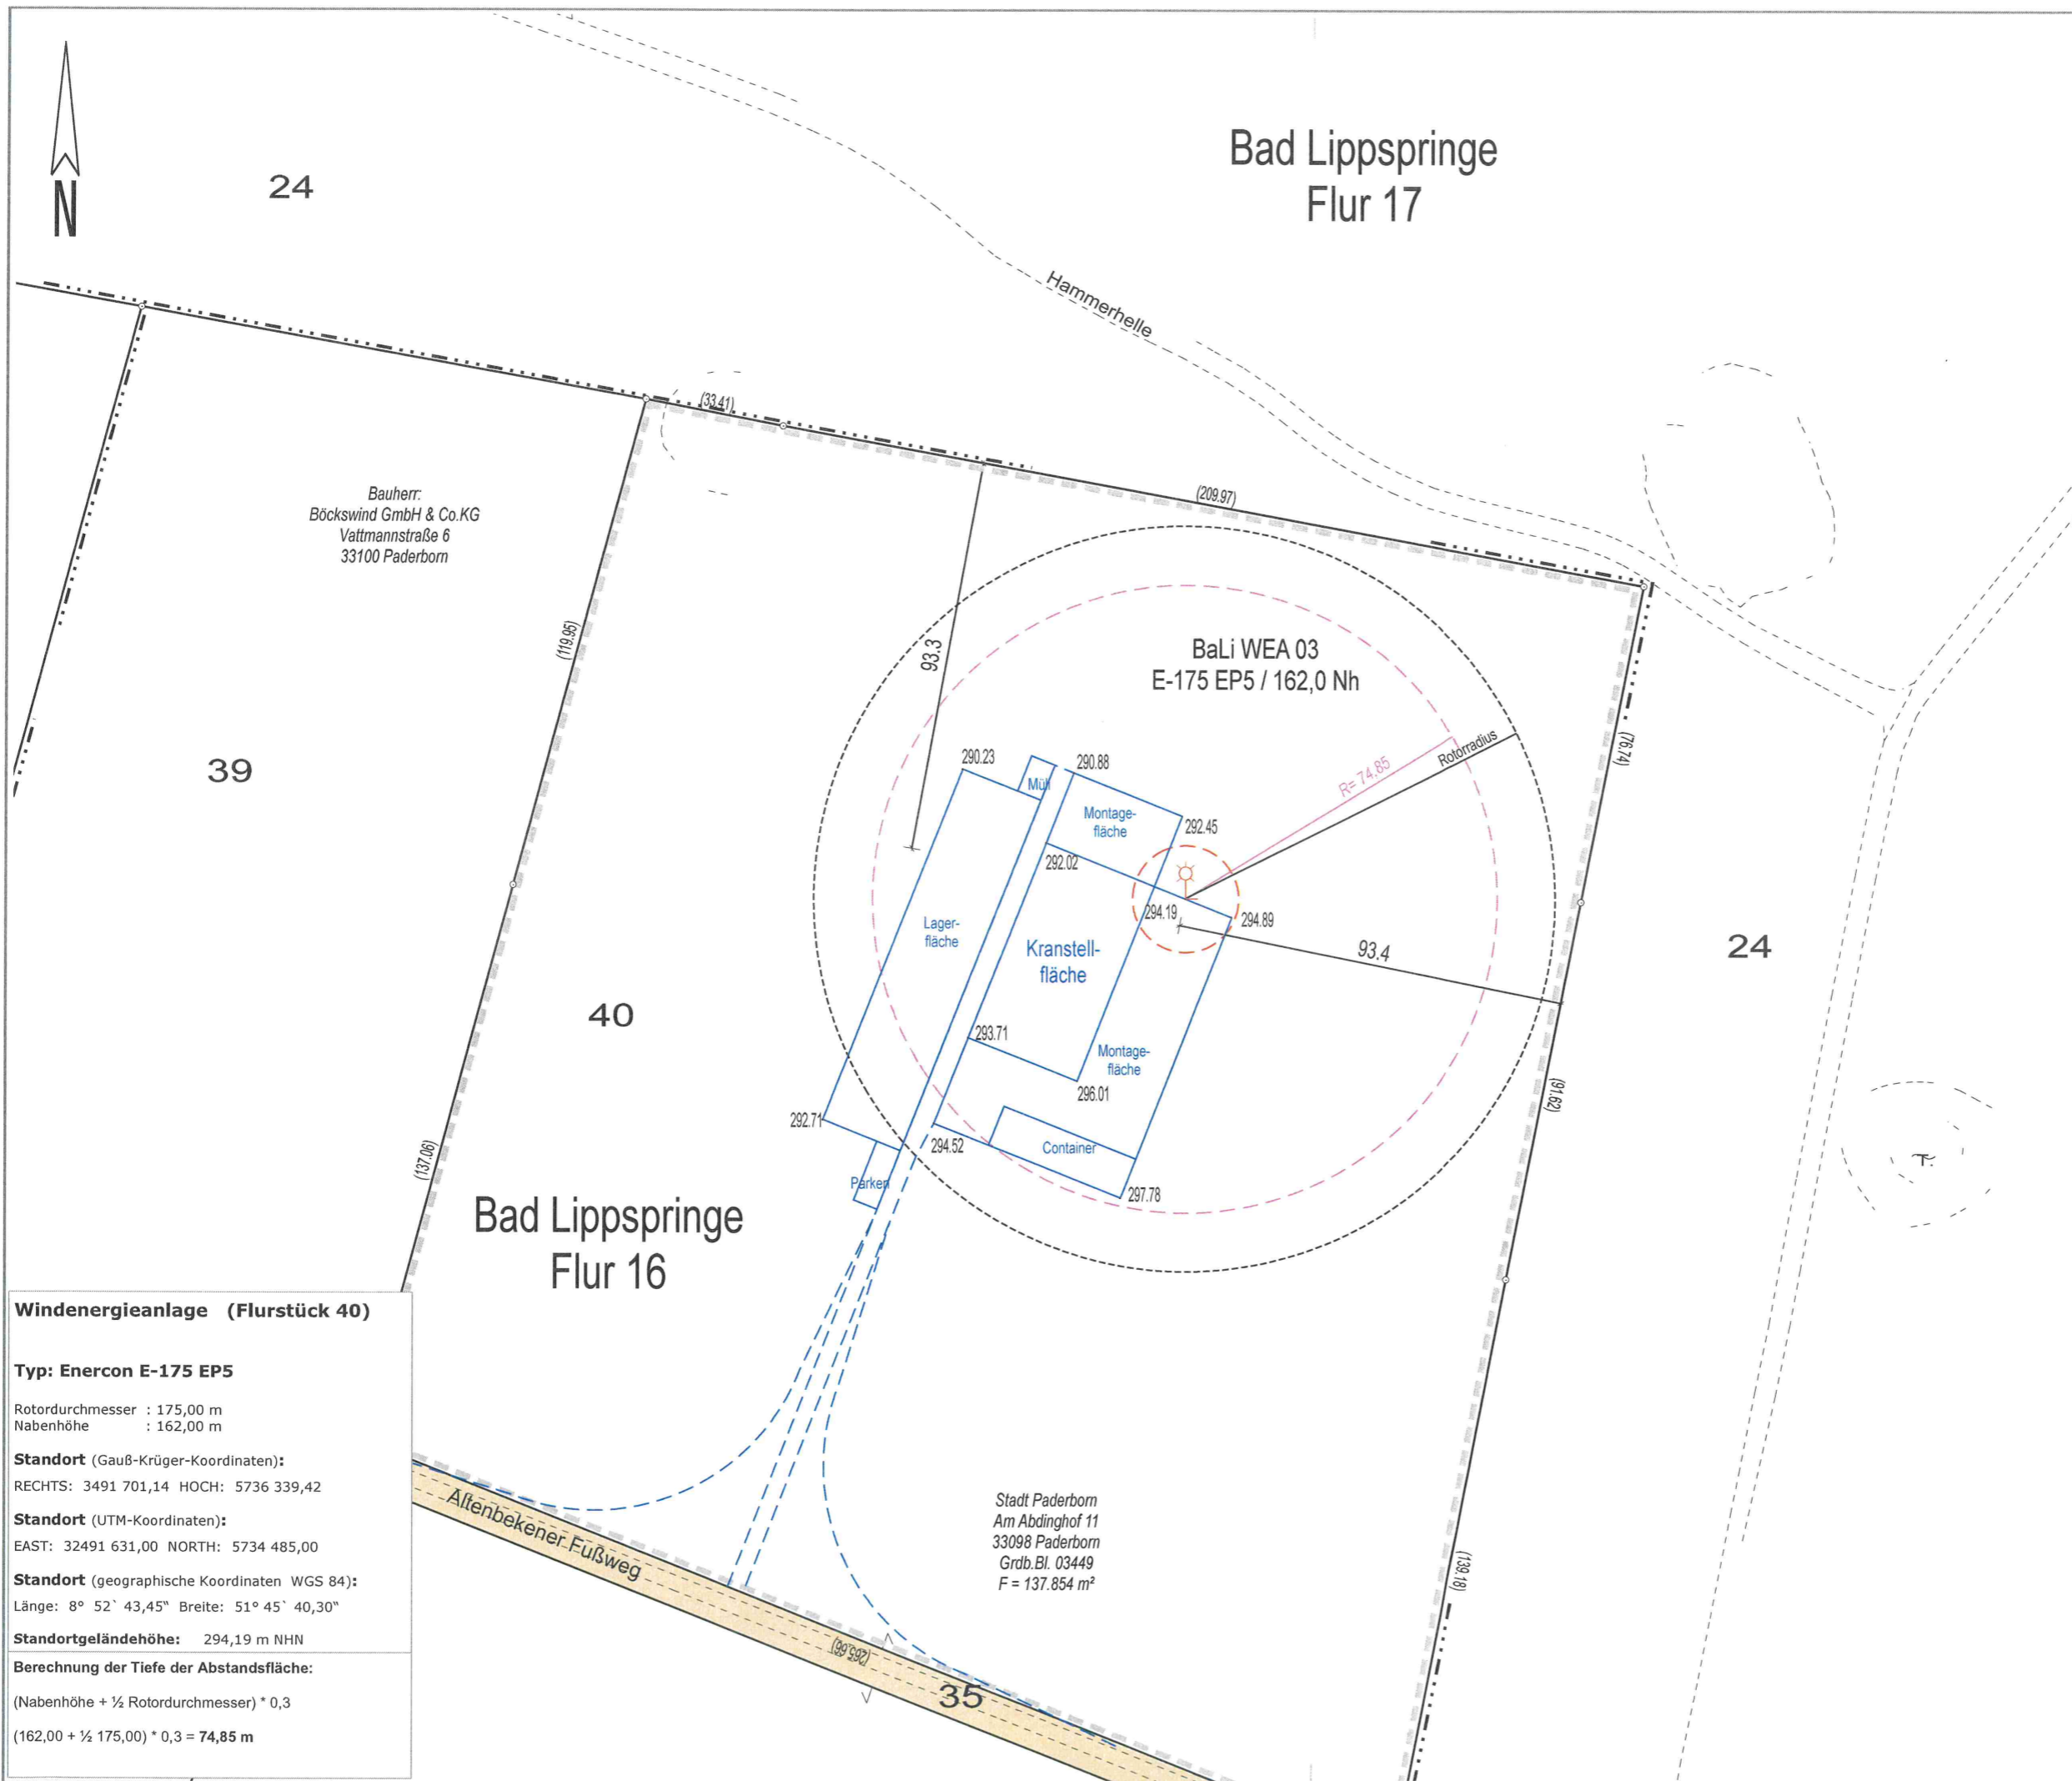 N
24
Bad Lippspringe
Flur 17
Hammerhelle
(33.41)
(209.97)
Bauherr:
Böckswind GmbH & Co.KG
Vattmannstraße 6
33100 Paderborn
(119.95)
93.3
BaLi WEA 03
E-175 EP5 / 162,0 Nh
(76.74)
39
290.23
290.88
Müll
Montage-
fläche
292.45
R= 74,85
Rotorradius
292.02
294.19
294.89
Lager-
fläche
Kranstell-
fläche
93.4
24
40
293.71
Montage-
fläche
296.01
(91.62)
292.71
294.52
Container
(137.06)
Parken
297.78
T.
Bad Lippspringe
Flur 16
Windenergieanlage (Flurstück 40)
Typ: Enercon E-175 EP5
Rotordurchmesser : 175,00 m
Nabenhöhe : 162,00 m
Standort (Gauß-Krüger-Koordinaten):
RECHTS: 3491 701,14 HOCH: 5736 339,42
Standort (UTM-Koordinaten):
EAST: 32491 631,00 NORTH: 5734 485,00
Standort (geographische Koordinaten WGS 84):
Länge: 8° 52` 43,45" Breite: 51° 45` 40,30"
Standortgeländehöhe: 294,19 m NHN
Berechnung der Tiefe der Abstandsfläche:
(Nabenhöhe + ½ Rotordurchmesser) * 0,3
(162,00 + ½ 175,00) * 0,3 = 74,85 m
Altenbekener Fußweg
Stadt Paderborn
Am Abdinghof 11
33098 Paderborn
Grdb.Bl. 03449
F = 137.854 m²
(139.18)
(265.66)
35